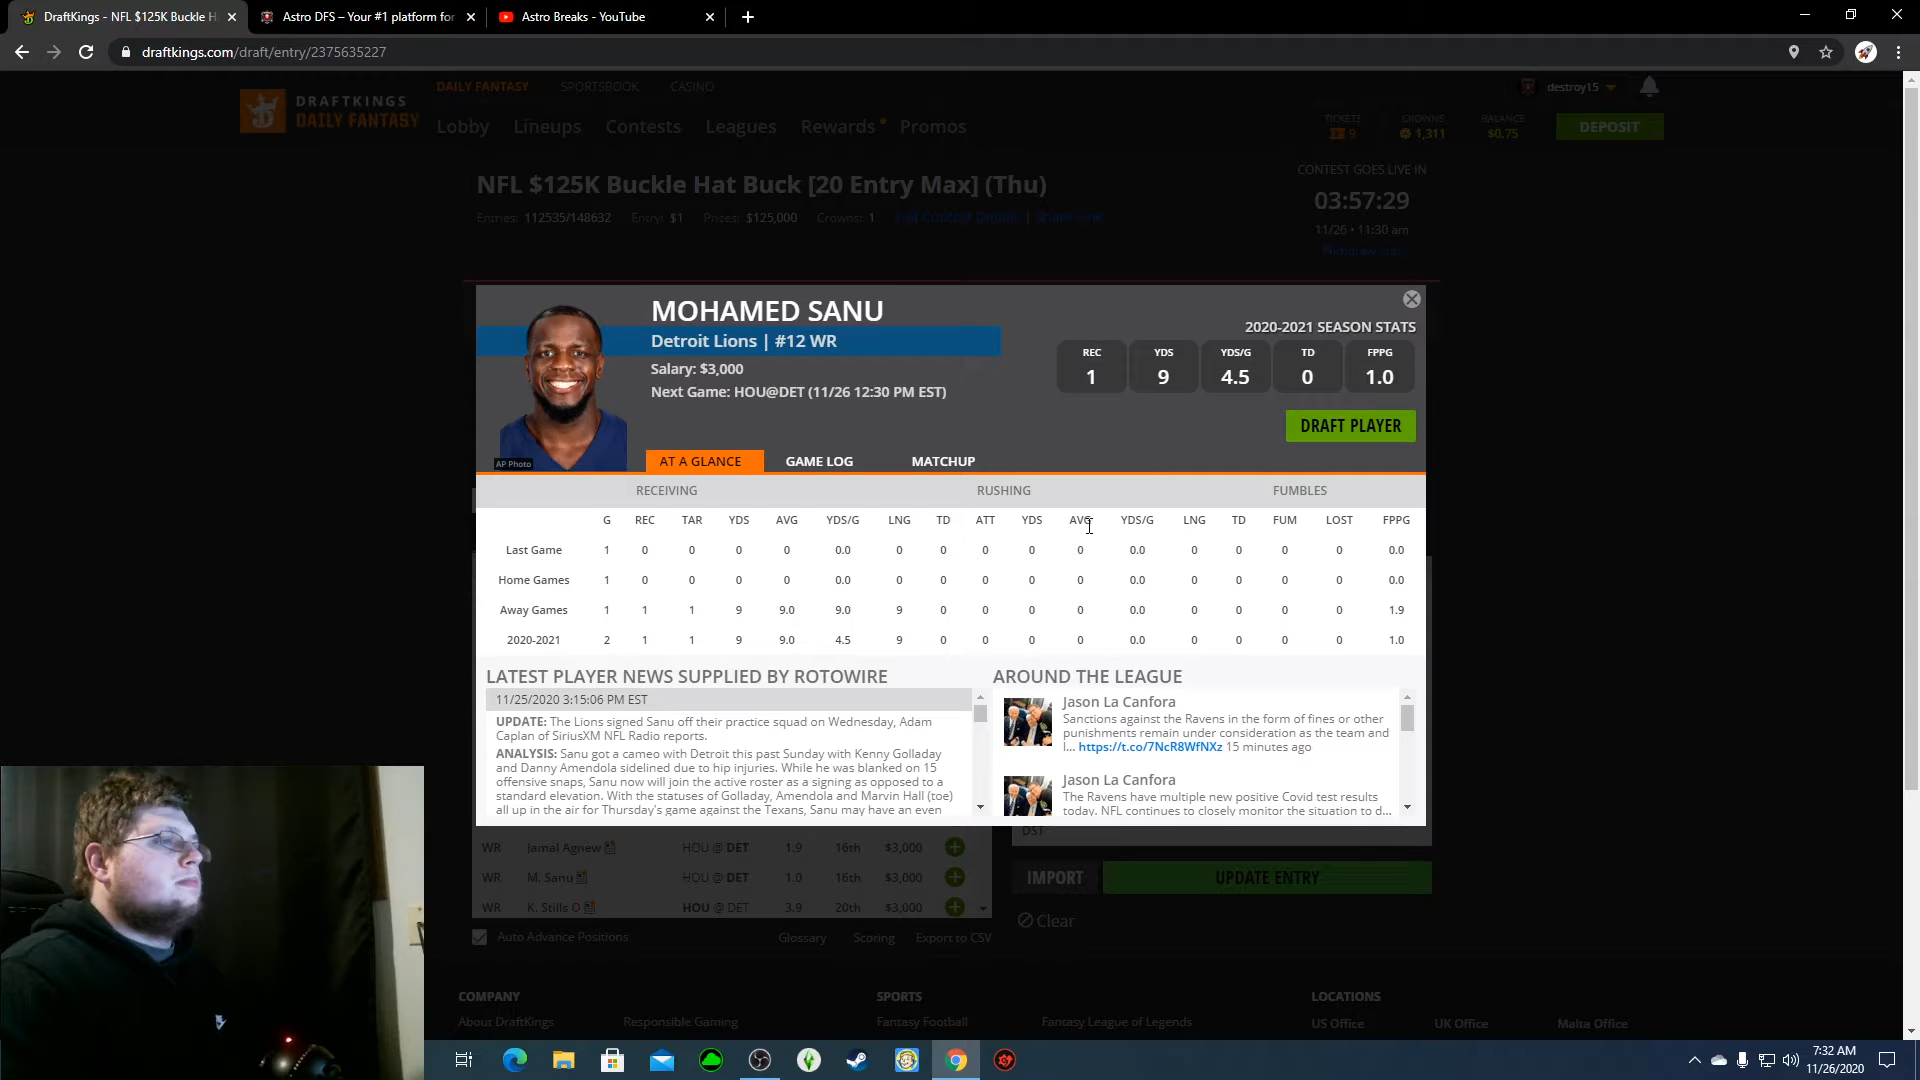 DraftKings - NFL $125K Buckle H
Astro DFS – Your #1 platform for
Astro Breaks - YouTube
draftkings.com/draft/entry/2375635227
DRAFTKINGS
DAILY FANTASY
DAILY FANTASY SPORTSBOOK CASINO
destroy15
Lobby Lineups Contests Leagues Rewards Promos
TICKETS
9
CROWNS
1,311
BALANCE
$0.75
DEPOSIT
NFL $125K Buckle Hat Buck [20 Entry Max] (Thu)
Entries: 112535/148632 Entry: $1 Prizes: $125,000 Crowns: 1 Full Contest Details |
CONTEST GOES LIVE IN
03:57:29
11/26 • 11:30 am
MOHAMED SANU
Detroit Lions | #12 WR
Salary: $3,000
Next Game: HOU@DET (11/26 12:30 PM EST)
AP Photo
2020-2021 SEASON STATS
REC YDS YDS/G TD FPPG
1 9 4.5 0 1.0
DRAFT PLAYER
AT A GLANCE GAME LOG MATCHUP
RECEIVING RUSHING FUMBLES
G REC TAR YDS AVG YDS/G LNG TD ATT YDS AVG YDS/G LNG TD FUM LOST FPPG
Last Game 1 0 0 0 0 0.0 0 0 0 0 0 0.0 0 0 0 0 0.0
Home Games 1 0 0 0 0 0.0 0 0 0 0 0 0.0 0 0 0 0 0.0
Away Games 1 1 1 9 9.0 9.0 9 0 0 0 0 0.0 0 0 0 0 1.9
2020-2021 2 1 1 9 9.0 4.5 9 0 0 0 0 0.0 0 0 0 0 1.0
LATEST PLAYER NEWS SUPPLIED BY ROTOWIRE
11/25/2020 3:15:06 PM EST
UPDATE: The Lions signed Sanu off their practice squad on Wednesday, Adam
Caplan of SiriusXM NFL Radio reports.
ANALYSIS: Sanu got a cameo with Detroit this past Sunday with Kenny Golladay
and Danny Amendola sidelined due to hip injuries. While he was blanked on 15
offensive snaps, Sanu now will join the active roster as a signing as opposed to a
standard elevation. With the statuses of Golladay, Amendola and Marvin Hall (toe)
all up in the air for Thursday's game against the Texans, Sanu may have an even
AROUND THE LEAGUE
Jason La Canfora
Sanctions against the Ravens in the form of fines or other
punishments remain under consideration as the team and
l... https://t.co/7NcR8WfNXz 15 minutes ago
Jason La Canfora
The Ravens have multiple new positive Covid test results
today. NFL continues to closely monitor the situation to d...
DST
WR Jamal Agnew HOU @ DET 1.9 16th $3,000
WR M. Sanu HOU @ DET 1.0 16th $3,000
WR K. Stills O HOU @ DET 3.9 20th $3,000
IMPORT UPDATE ENTRY
Clear
Auto Advance Positions Glossary Scoring Export to CSV
COMPANY SPORTS LOCATIONS
About DraftKings Responsible Gaming Fantasy Football Fantasy League of Legends US Office UK Office Malta Office
7:32 AM
11/26/2020